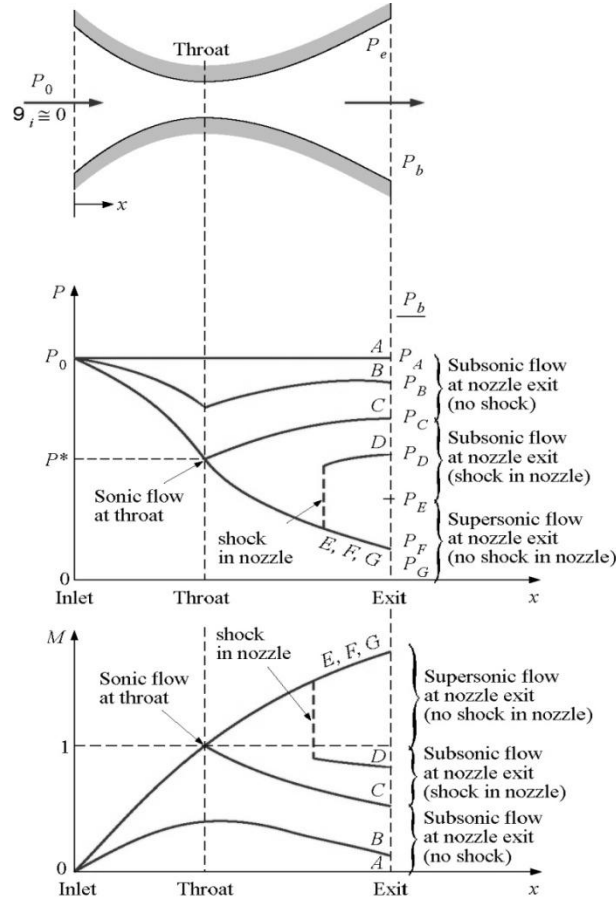 Throat
P_e
P_0
9_i ≅ 0
P_b
x
P
P_b
P_0
A
P_A
B
P_B
Subsonic flow
at nozzle exit
(no shock)
C
P_C
P*
D
P_D
Subsonic flow
at nozzle exit
(shock in nozzle)
Sonic flow
at throat
P_E
shock
in nozzle
E, F, G
P_F
P_G
Supersonic flow
at nozzle exit
(no shock in nozzle)
0
Inlet
Throat
Exit
x
M
shock
in nozzle
E, F, G
Sonic flow
at throat
Supersonic flow
at nozzle exit
(no shock in nozzle)
1
D
Subsonic flow
at nozzle exit
(shock in nozzle)
C
B
A
Subsonic flow
at nozzle exit
(no shock)
0
Inlet
Throat
Exit
x